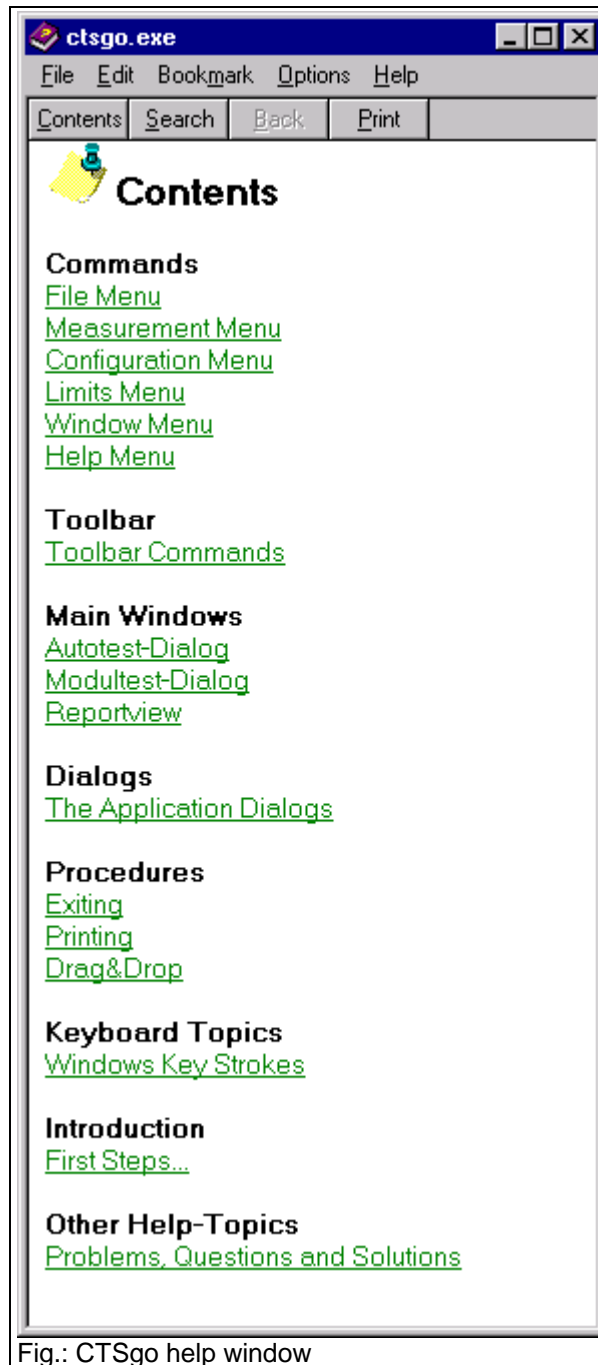 ctsgo.exe
File Edit Bookmark Options Help
Contents Search Back Print
Contents
Commands
File Menu
Measurement Menu
Configuration Menu
Limits Menu
Window Menu
Help Menu
Toolbar
Toolbar Commands
Main Windows
Autotest-Dialog
Modultest-Dialog
Reportview
Dialogs
The Application Dialogs
Procedures
Exiting
Printing
Drag&Drop
Keyboard Topics
Windows Key Strokes
Introduction
First Steps...
Other Help-Topics
Problems, Questions and Solutions
Fig.: CTSgo help window